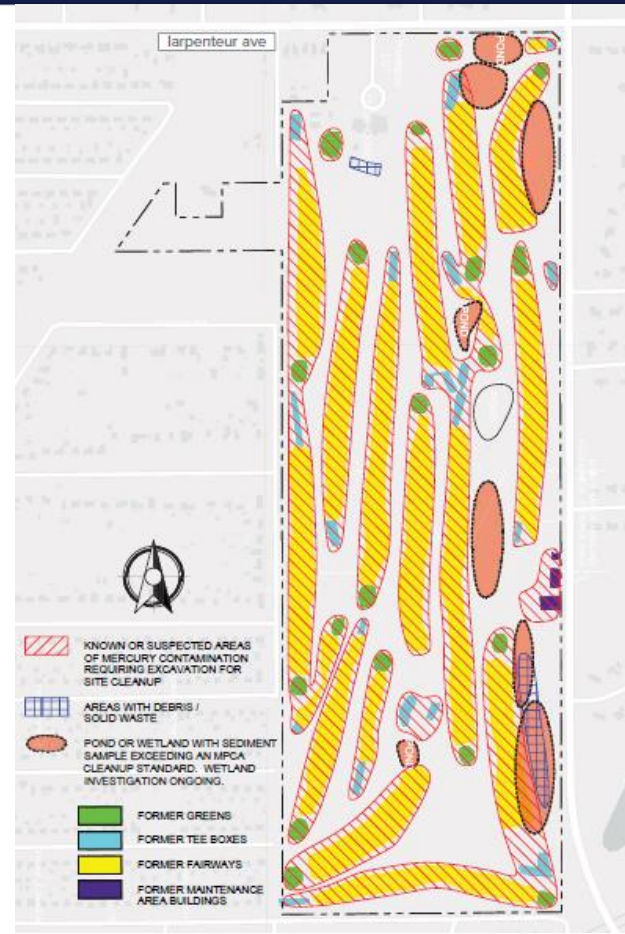 larpenteur ave
POND
POND
POND
KNOWN OR SUSPECTED AREAS
OF MERCURY CONTAMINATION
REQUIRING EXCAVATION FOR
SITE CLEANUP
AREAS WITH DEBRIS /
SOLID WASTE
POND OR WETLAND WITH SEDIMENT
SAMPLE EXCEEDING AN MPCA
CLEANUP STANDARD. WETLAND
INVESTIGATION ONGOING.
FORMER GREENS
FORMER TEE BOXES
FORMER FAIRWAYS
FORMER MAINTENANCE
AREA BUILDINGS